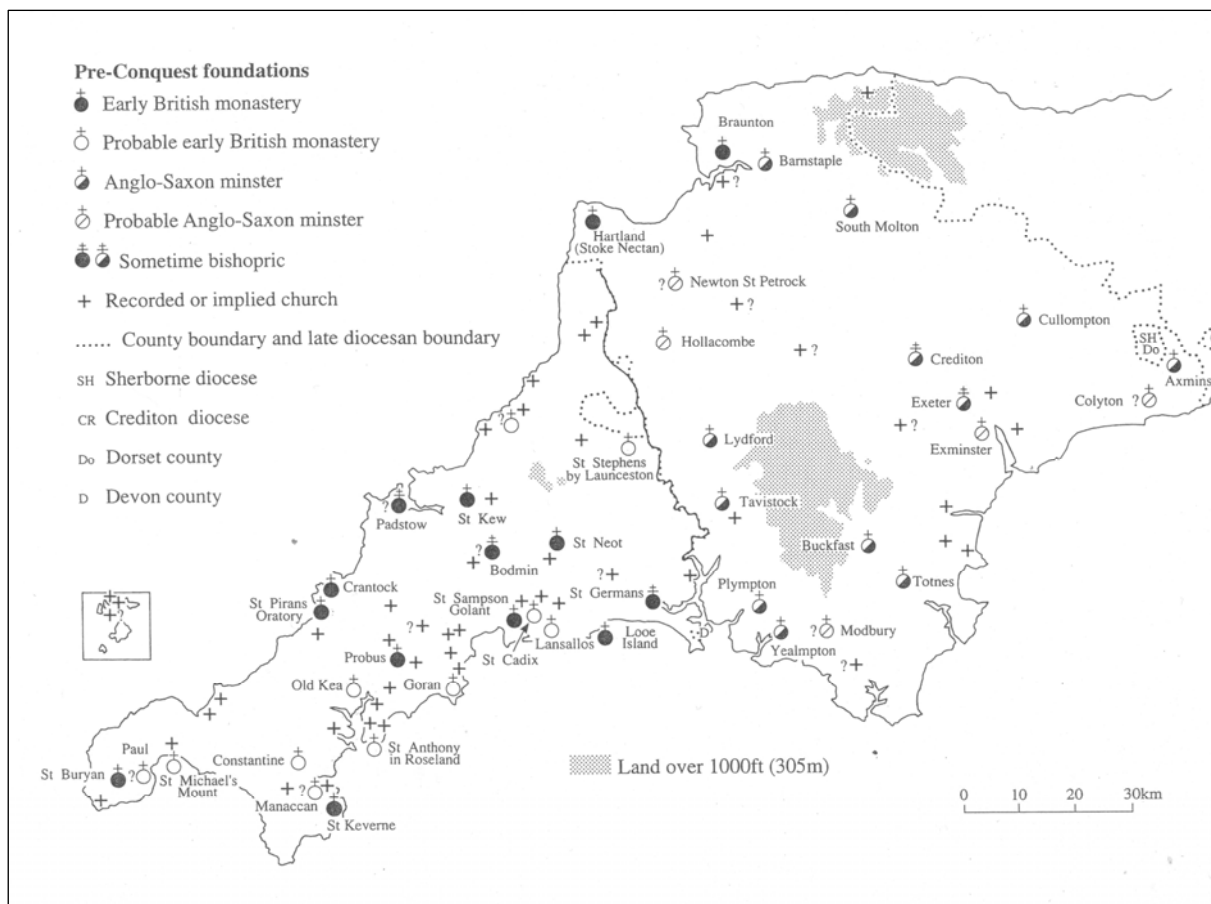 Pre-Conquest foundations
Early British monastery
Probable early British monastery
Anglo-Saxon minster
Probable Anglo-Saxon minster
Sometime bishopric
Recorded or implied church
County boundary and late diocesan boundary
SH Sherborne diocese
CR Crediton diocese
Do Dorset county
D Devon county
Braunton
Barnstaple
?
South Molton
Hartland
(Stoke Nectan)
? Newton St Petrock
?
Hollacombe
?
Cullompton
Crediton
SH
Do
Axmins
Colyton ?
Exeter
?
Exminster
Lydford
?
St Stephens
by Launceston
Tavistock
?
Padstow
St Kew
?
Bodmin
St Neot
Buckfast
Totnes
?
St Germans
Plympton
Crantock
St Pirans
Oratory
St Sampson
Golant
?
St Cadix
Lansallos
Looe
Island
D
Yealmpton
? Modbury
?
Probus
Old Kea
Goran
?
St Anthony
in Roseland
Paul
St Buryan
?
St Michael's
Mount
Constantine
?
Manaccan
?
St Keverne
Land over 1000ft (305m)
0 10 20 30km